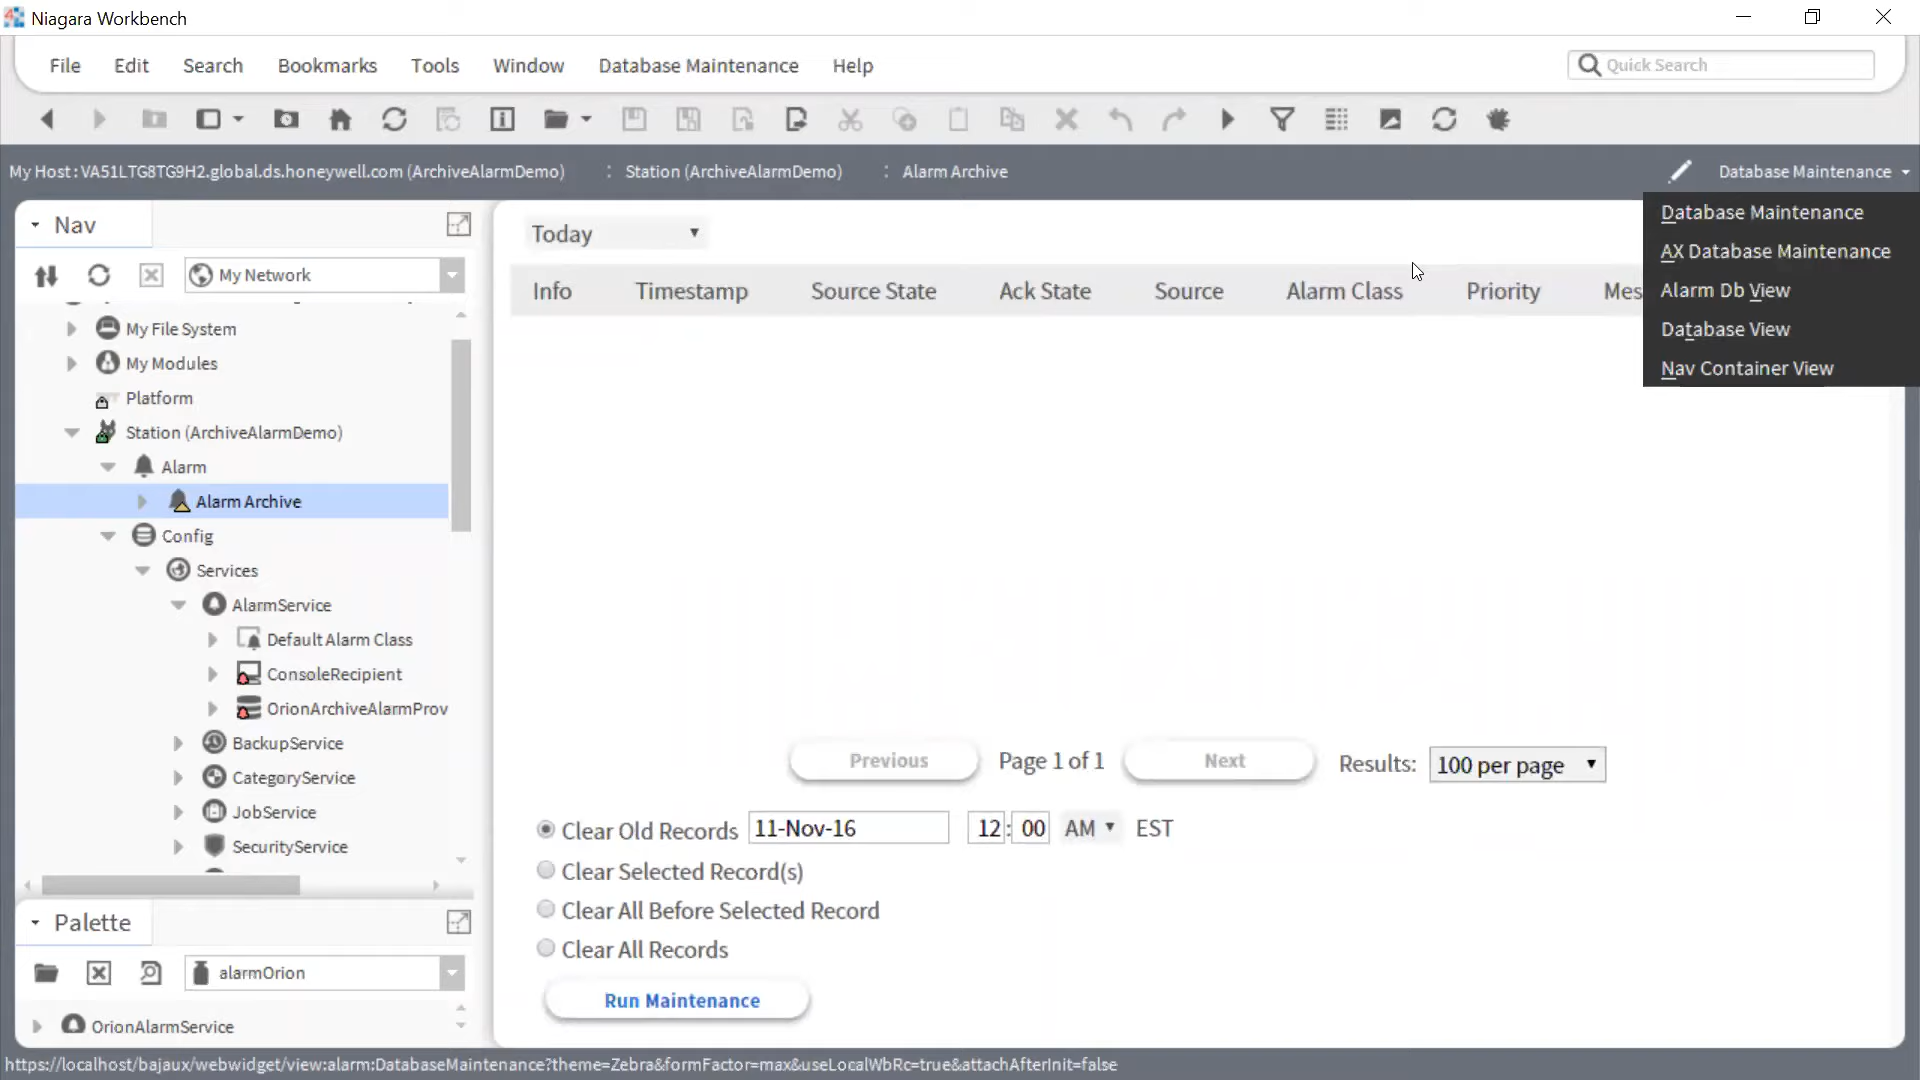 Niagara Workbench
File Edit Search Bookmarks Tools Window Database Maintenance Help
Quick Search
My Host : VA51LTG8TG9H2.global.ds.honeywell.com (ArchiveAlarmDemo) : Station (ArchiveAlarmDemo) : Alarm Archive
Database Maintenance
Database Maintenance
AX Database Maintenance
Alarm Db View
Database View
Nav Container View
Nav
My Network
My File System
My Modules
Platform
Station (ArchiveAlarmDemo)
Alarm
Alarm Archive
Config
Services
AlarmService
Default Alarm Class
ConsoleRecipient
OrionArchiveAlarmProv
BackupService
CategoryService
JobService
SecurityService
Palette
alarmOrion
OrionAlarmService
Today
Info Timestamp Source State Ack State Source Alarm Class Priority Mes
Previous Page 1 of 1 Next Results: 100 per page
Clear Old Records 11-Nov-16 12 : 00 AM EST
Clear Selected Record(s)
Clear All Before Selected Record
Clear All Records
Run Maintenance
https://localhost/bajaux/webwidget/view:alarm:DatabaseMaintenance?theme=Zebra&formFactor=max&useLocalWbRc=true&attachAfterInit=false